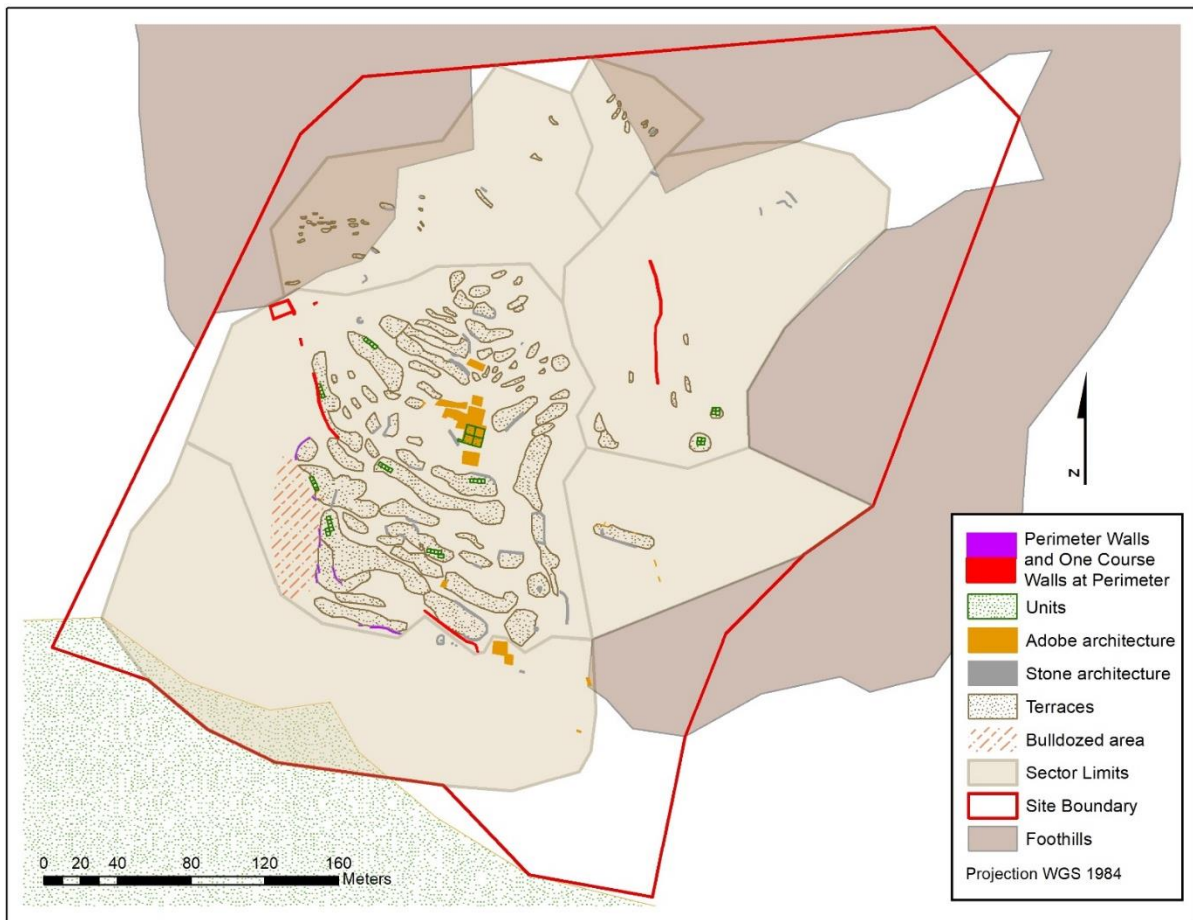 N
Perimeter Walls
and One Course
Walls at Perimeter
Units
Adobe architecture
Stone architecture
Terraces
Bulldozed area
Sector Limits
Site Boundary
Foothills
Projection WGS 1984
0 20 40 80 120 160
Meters